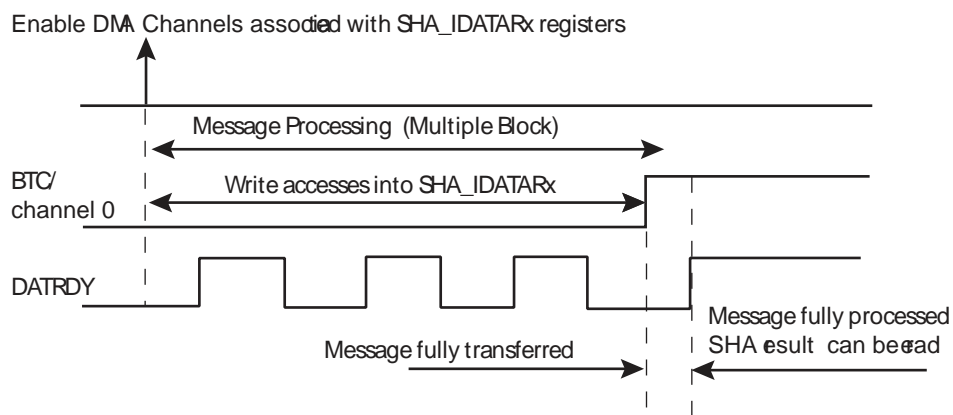 Enable DMA Channels associated with SHA_IDATARx registers
Message Processing (Multiple Block)
BTC/
channel 0
Write accesses into SHA_IDATARx
DATRDY
Message fully transferred
Message fully processed
SHA result can be read